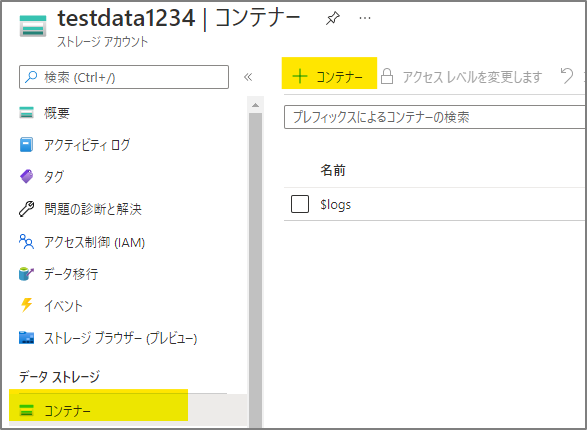 testdata1234 | コンテナー
ストレージ アカウント
検索 (Ctrl+/)
概要
アクティビティ ログ
タグ
問題の診断と解決
アクセス制御 (IAM)
データ移行
イベント
ストレージ ブラウザー (プレビュー)
データ ストレージ
コンテナー
コンテナー
アクセス レベルを変更します
プレフィックスによるコンテナーの検索
名前
$logs